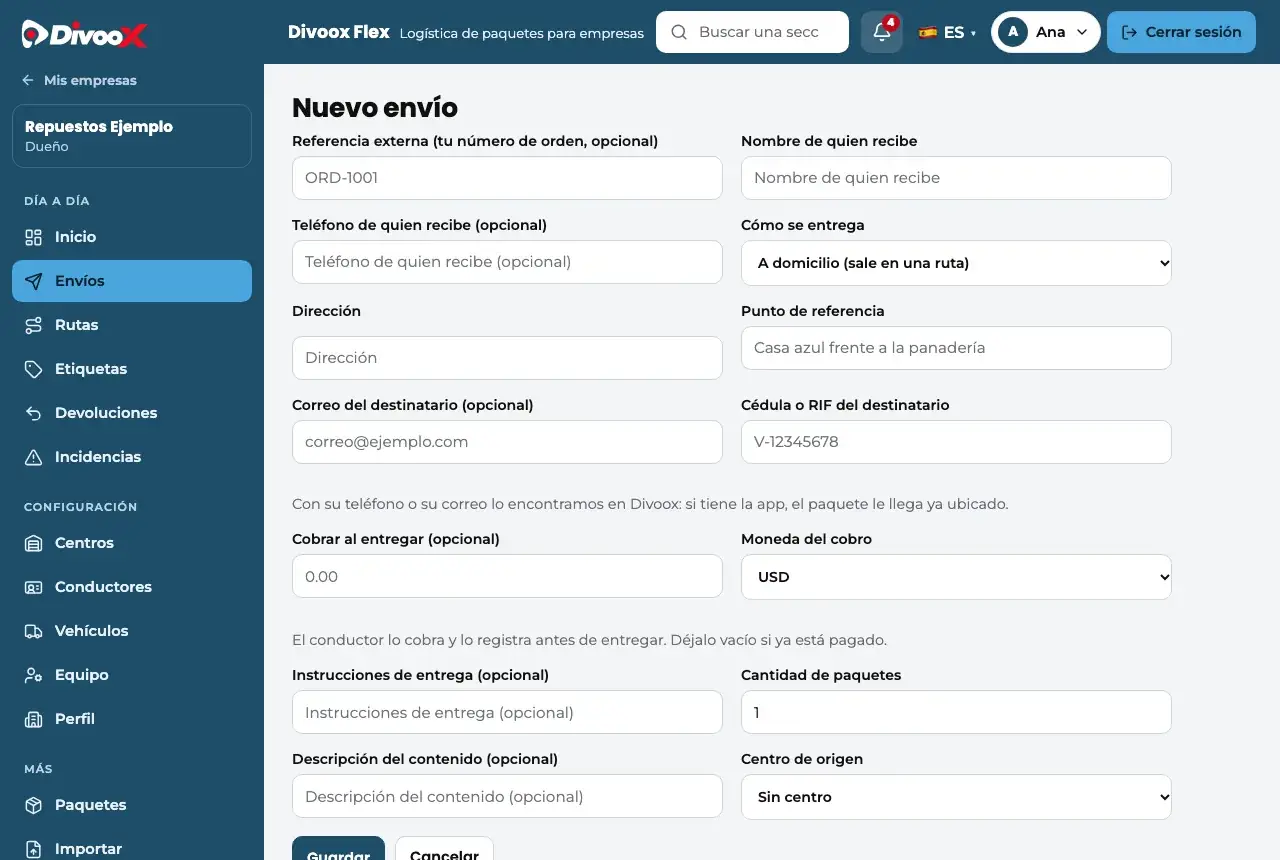 Divoox
Divoox Flex
Logística de paquetes para empresas
Buscar una secc
4
ES
A
Ana
Cerrar sesión
Mis empresas
Repuestos Ejemplo
Dueño
DÍA A DÍA
Inicio
Envíos
Rutas
Etiquetas
Devoluciones
Incidencias
CONFIGURACIÓN
Centros
Conductores
Vehículos
Equipo
Perfil
MÁS
Paquetes
Importar
Nuevo envío
Referencia externa (tu número de orden, opcional)
ORD-1001
Nombre de quien recibe
Nombre de quien recibe
Teléfono de quien recibe (opcional)
Teléfono de quien recibe (opcional)
Cómo se entrega
A domicilio (sale en una ruta)
Dirección
Dirección
Punto de referencia
Casa azul frente a la panadería
Correo del destinatario (opcional)
correo@ejemplo.com
Cédula o RIF del destinatario
V-12345678
Con su teléfono o su correo lo encontramos en Divoox: si tiene la app, el paquete le llega ya ubicado.
Cobrar al entregar (opcional)
0.00
Moneda del cobro
USD
El conductor lo cobra y lo registra antes de entregar. Déjalo vacío si ya está pagado.
Instrucciones de entrega (opcional)
Instrucciones de entrega (opcional)
Cantidad de paquetes
1
Descripción del contenido (opcional)
Descripción del contenido (opcional)
Centro de origen
Sin centro
Guardar
Cancelar